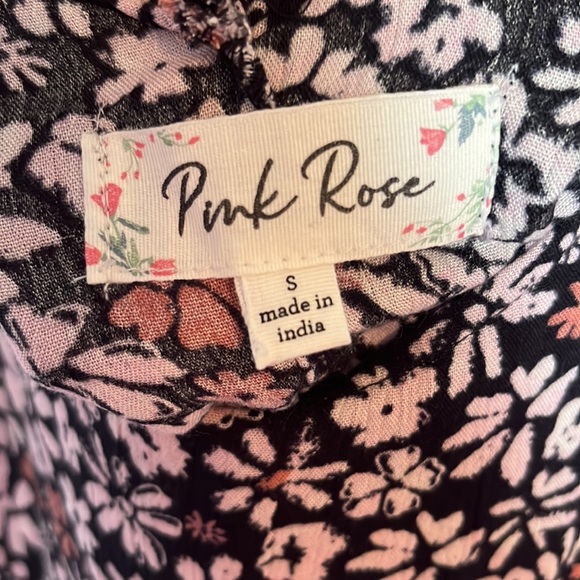 Pink Rose
S
made in
india